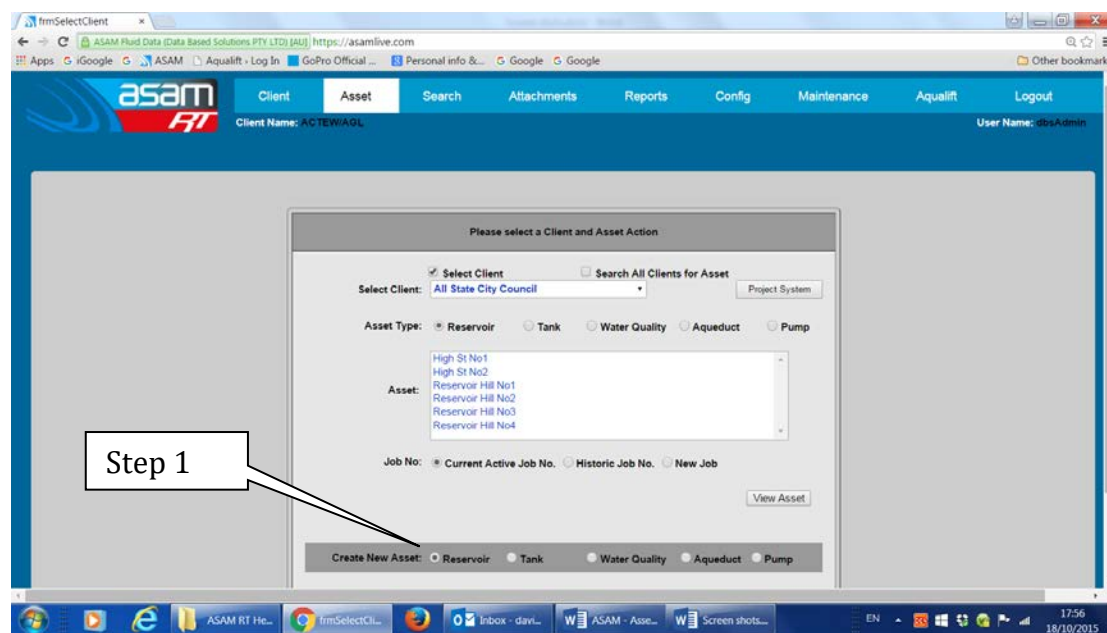 frmSelectClient ×
ASAM Fluid Data (Data Based Solutions PTY LTD) [AU] https://asamlive.com
Apps iGoogle G ASAM Aqualift › Log In GoPro Official ... Personal info &... Google Google Other bookmark
asam RT
Client Asset Search Attachments Reports Config Maintenance Aqualift Logout
Client Name: ACTEW/AGL User Name: dbsAdmin
Please select a Client and Asset Action
Select Client Search All Clients for Asset
Select Client: All State City Council Project System
Asset Type: Reservoir Tank Water Quality Aqueduct Pump
High St No1
High St No2
Asset: Reservoir Hill No1
Reservoir Hill No2
Reservoir Hill No3
Reservoir Hill No4
Step 1
Job No: Current Active Job No. Historic Job No. New Job
View Asset
Create New Asset: Reservoir Tank Water Quality Aqueduct Pump
ASAM RT He... frmSelectCli... Inbox - davi... ASAM - Asse... Screen shots... EN 17:56
18/10/2015